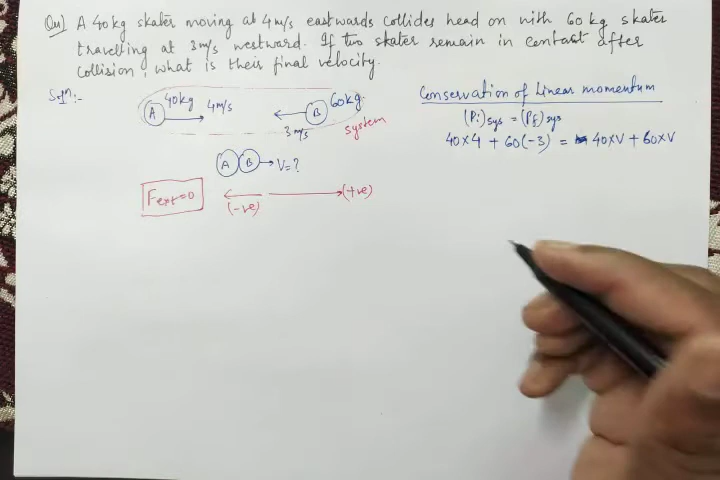 Qu] A 40kg skater moving at 4m/s eastwards collides head on with 60 kg skater
travelling at 3m/s westward. If two skater remain in contact after
collision, what is their final velocity.
Solⁿ:-
A 40kg 4m/s B 60kg
3m/s system
A B V=?
Fext=0
(-ve) (+ve)
Conservation of Linear momentum
(Pi)sys = (Pf)sys
40×4 + 60(-3) = 40×V + 60×V